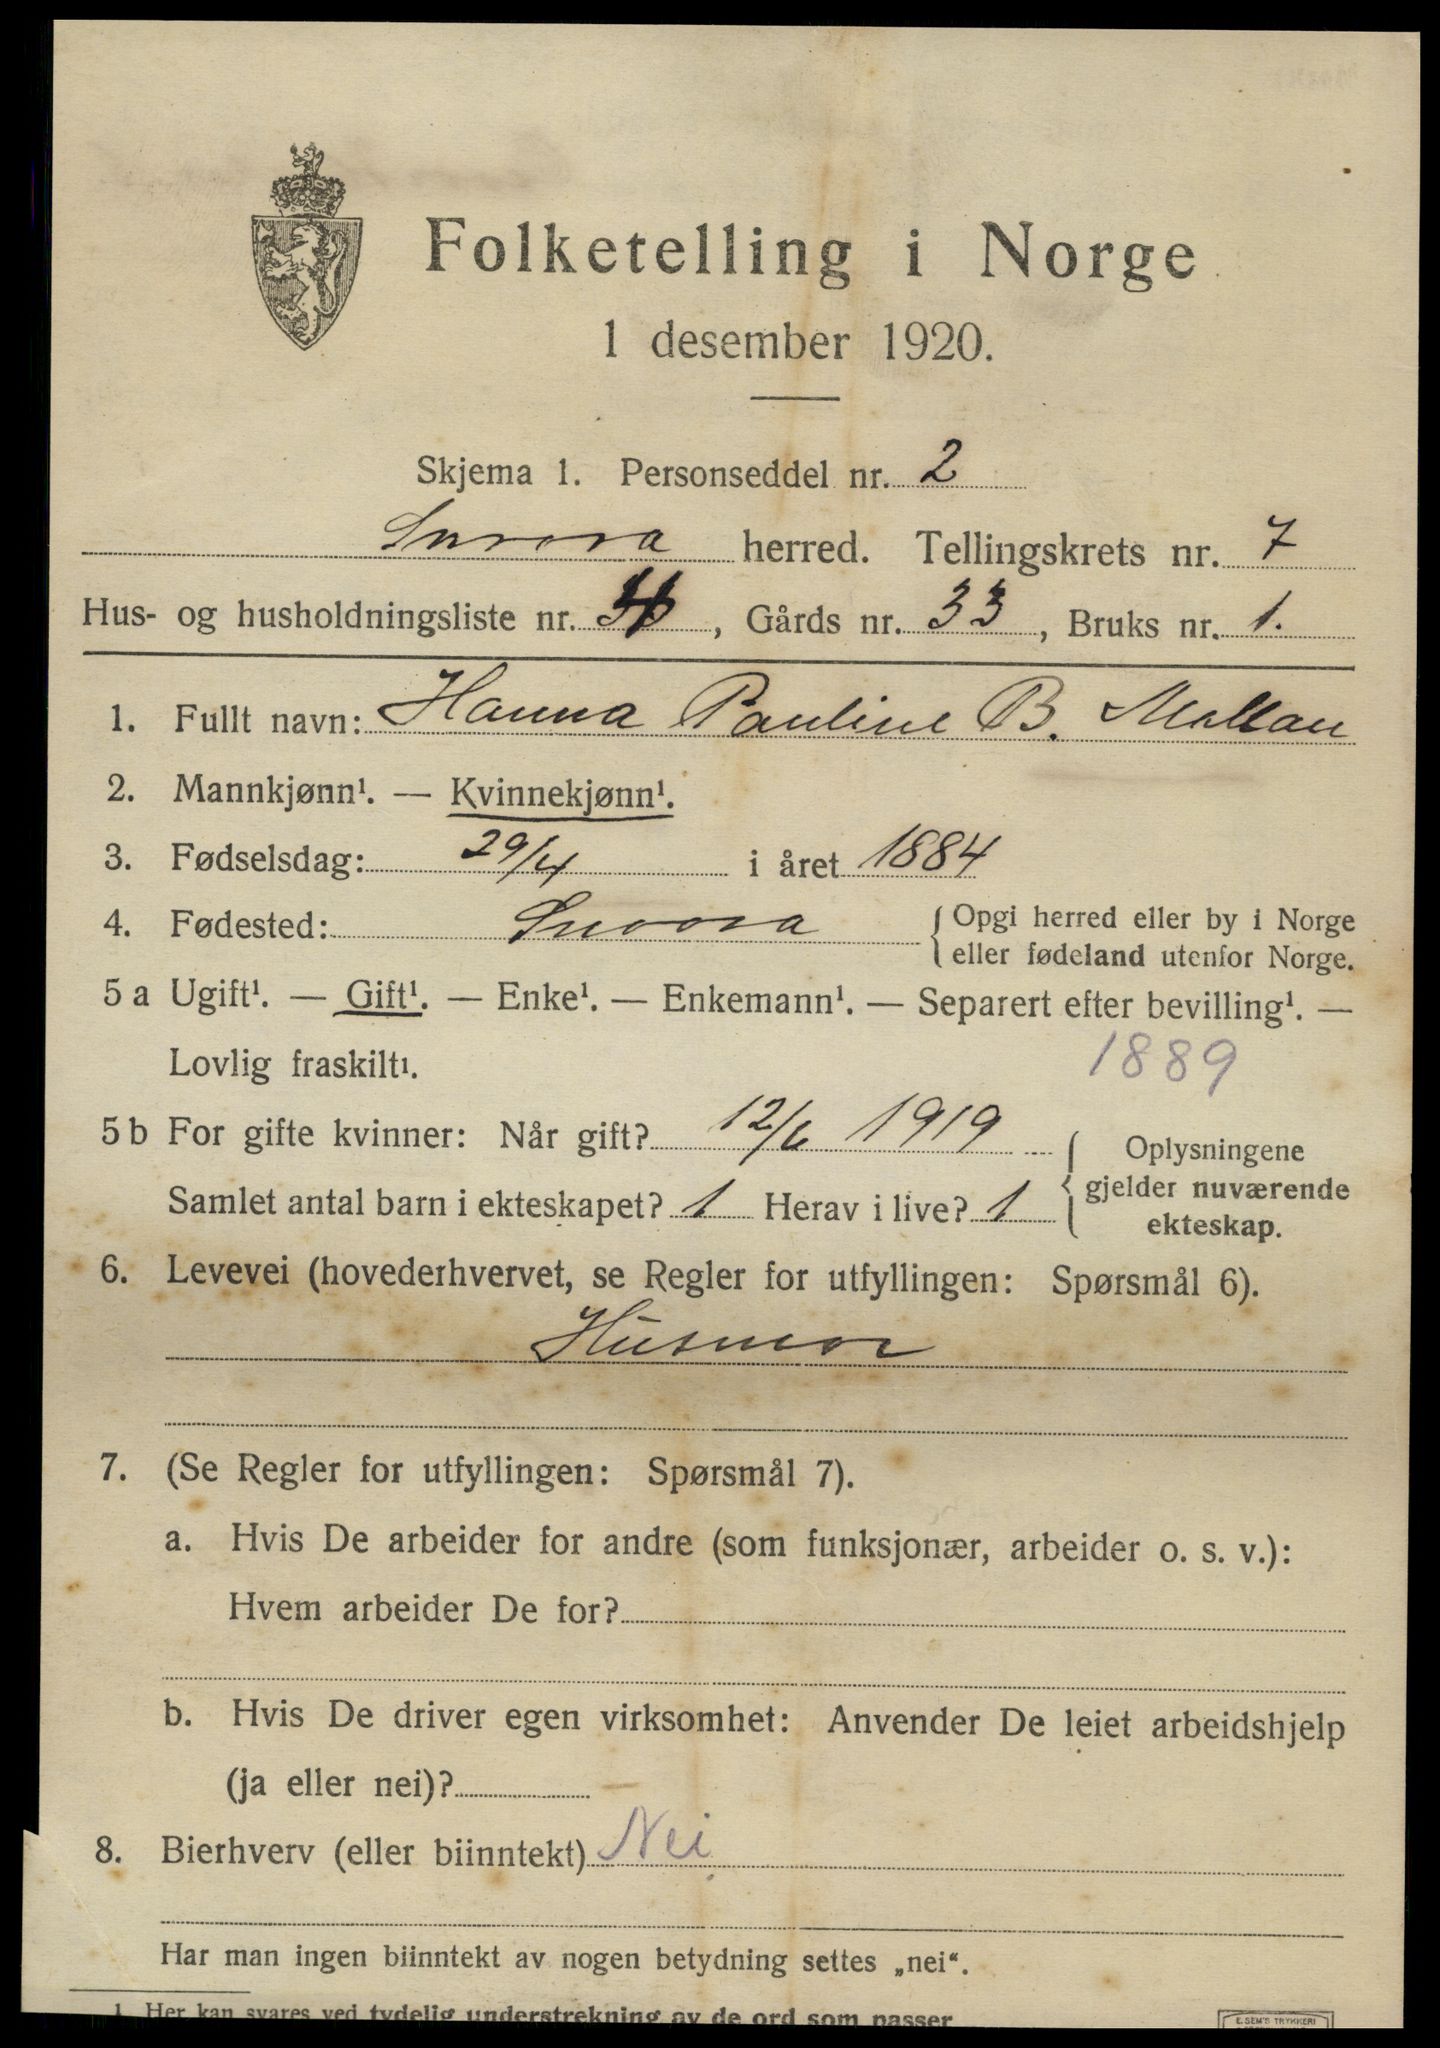 Folketelling i Norge
1 desember 1920.
Skjema 1. Personseddel nr. 2
Snåsa herred. Tellingskrets nr. 7
Hus- og husholdningsliste nr. , Gårds nr. 33, Bruks nr. 1.
1. Fullt navn: Hanna Pauline B. Mollan
2. Mannkjønn¹. — Kvinnekjønn¹.
3. Fødselsdag: 29/4 i året 1884
4. Fødested: Snåsa { Opgi herred eller by i Norge
eller fødeland utenfor Norge.
5 a Ugift¹. — Gift¹. — Enke¹. — Enkemann¹. — Separert efter bevilling¹. —
Lovlig fraskilt¹. 1889
5 b For gifte kvinner: Når gift? 12/6 1919 { Oplysningene
gjelder nuværende
ekteskap.
Samlet antal barn i ekteskapet? 1 Herav i live? 1
6. Levevei (hovederhvervet, se Regler for utfyllingen: Spørsmål 6).
Husmor
7. (Se Regler for utfyllingen: Spørsmål 7).
a. Hvis De arbeider for andre (som funksjonær, arbeider o. s. v.):
Hvem arbeider De for?
b. Hvis De driver egen virksomhet: Anvender De leiet arbeidshjelp
(ja eller nei)? —
8. Bierhverv (eller biinntekt) Nei
Har man ingen biinntekt av nogen betydning settes „nei“.
1. Her kan svares ved tydelig understrekning av de ord som passer
E. SEM'S TRYKKERI